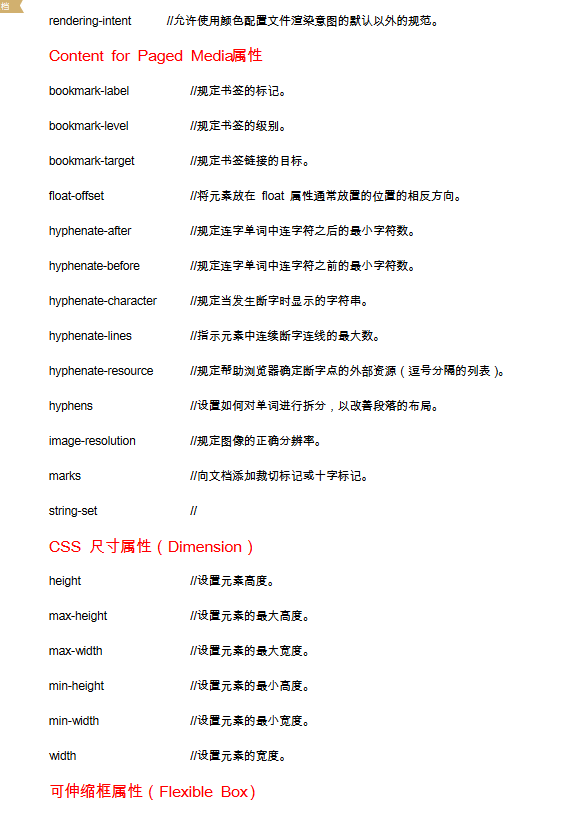 档
rendering-intent //允许使用颜色配置文件渲染意图的默认以外的规范。
Content for Paged Media属性
bookmark-label //规定书签的标记。
bookmark-level //规定书签的级别。
bookmark-target //规定书签链接的目标。
float-offset //将元素放在 float 属性通常放置的位置的相反方向。
hyphenate-after //规定连字单词中连字符之后的最小字符数。
hyphenate-before //规定连字单词中连字符之前的最小字符数。
hyphenate-character //规定当发生断字时显示的字符串。
hyphenate-lines //指示元素中连续断字连线的最大数。
hyphenate-resource //规定帮助浏览器确定断字点的外部资源（逗号分隔的列表）。
hyphens //设置如何对单词进行拆分，以改善段落的布局。
image-resolution //规定图像的正确分辨率。
marks //向文档添加裁切标记或十字标记。
string-set //
CSS 尺寸属性（Dimension）
height //设置元素高度。
max-height //设置元素的最大高度。
max-width //设置元素的最大宽度。
min-height //设置元素的最小高度。
min-width //设置元素的最小宽度。
width //设置元素的宽度。
可伸缩框属性（Flexible Box）